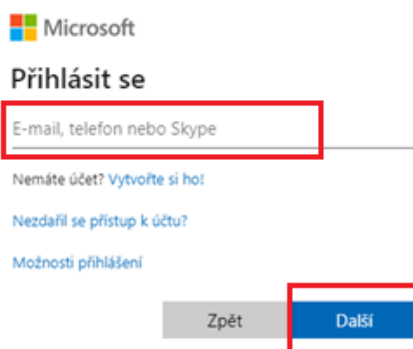 Microsoft
Přihlásit se
E-mail, telefon nebo Skype
Nemáte účet? Vytvořte si ho!
Nezdařil se přístup k účtu?
Možnosti přihlášení
Zpět Další